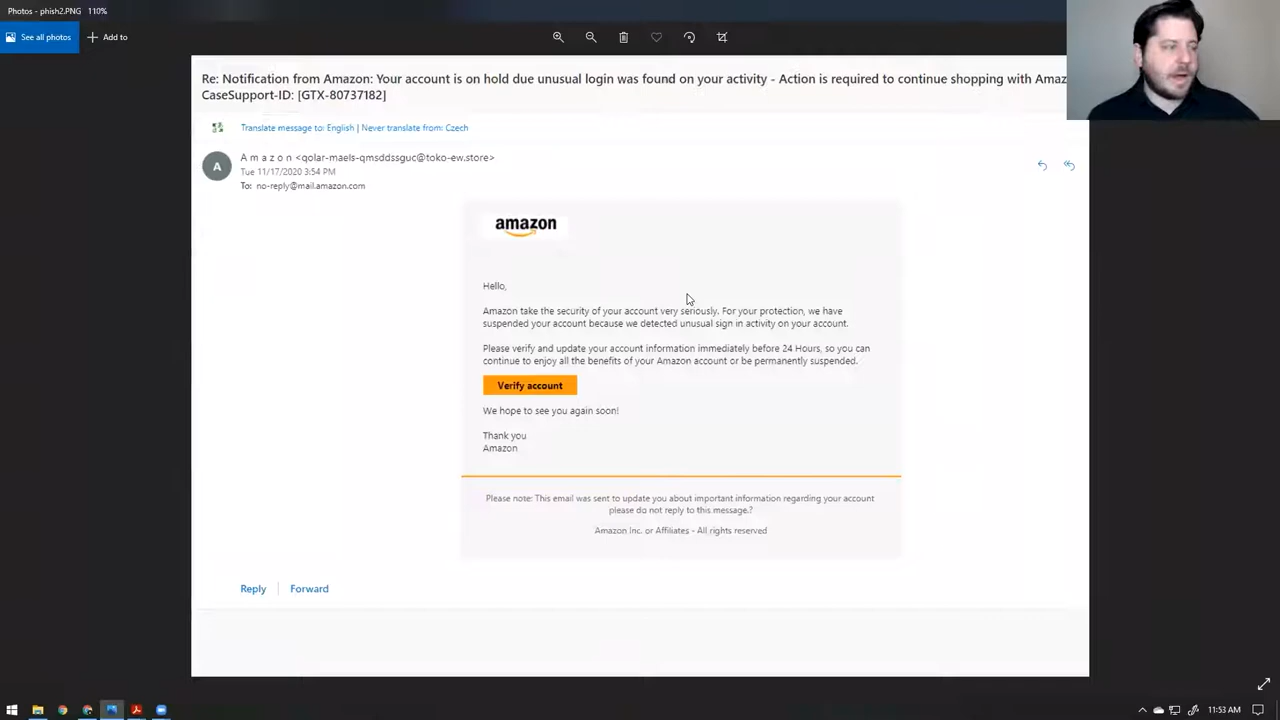 Photos - phish2.PNG 110%
See all photos
Add to
Re: Notification from Amazon: Your account is on hold due unusual login was found on your activity - Action is required to continue shopping with Amaz
CaseSupport-ID: [GTX-80737182]
Translate message to: English | Never translate from: Czech
A
A m a z o n <qolar-maels-qmsddssguc@toko-ew.store>
Tue 11/17/2020 3:54 PM
To: no-reply@mail.amazon.com
amazon
Hello,
Amazon take the security of your account very seriously. For your protection, we have
suspended your account because we detected unusual sign in activity on your account.
Please verify and update your account information immediately before 24 Hours, so you can
continue to enjoy all the benefits of your Amazon account or be permanently suspended.
Verify account
We hope to see you again soon!
Thank you
Amazon
Please note: This email was sent to update you about important information regarding your account
please do not reply to this message.?
Amazon Inc. or Affiliates - All rights reserved
Reply
Forward
11:53 AM